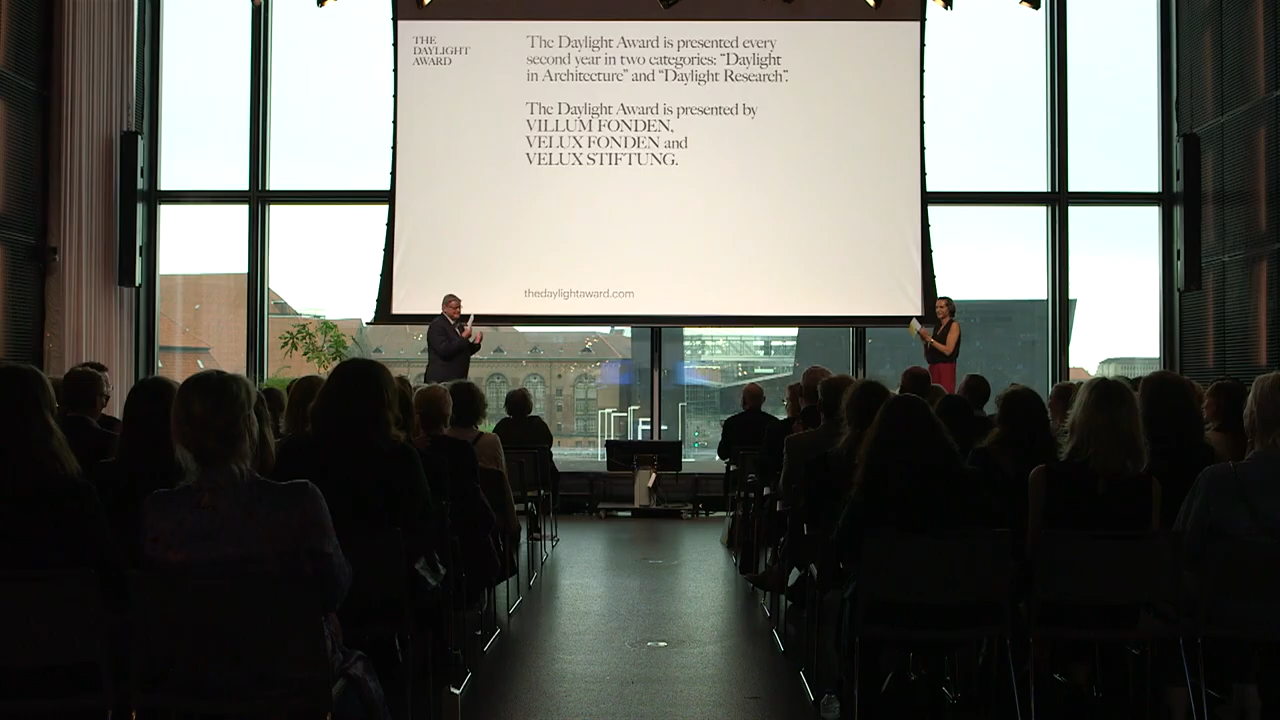 THE
DAYLIGHT
AWARD
The Daylight Award is presented every
second year in two categories: “Daylight
in Architecture” and “Daylight Research”.
The Daylight Award is presented by
VILLUM FONDEN,
VELUX FONDEN and
VELUX STIFTUNG.
thedaylightaward.com